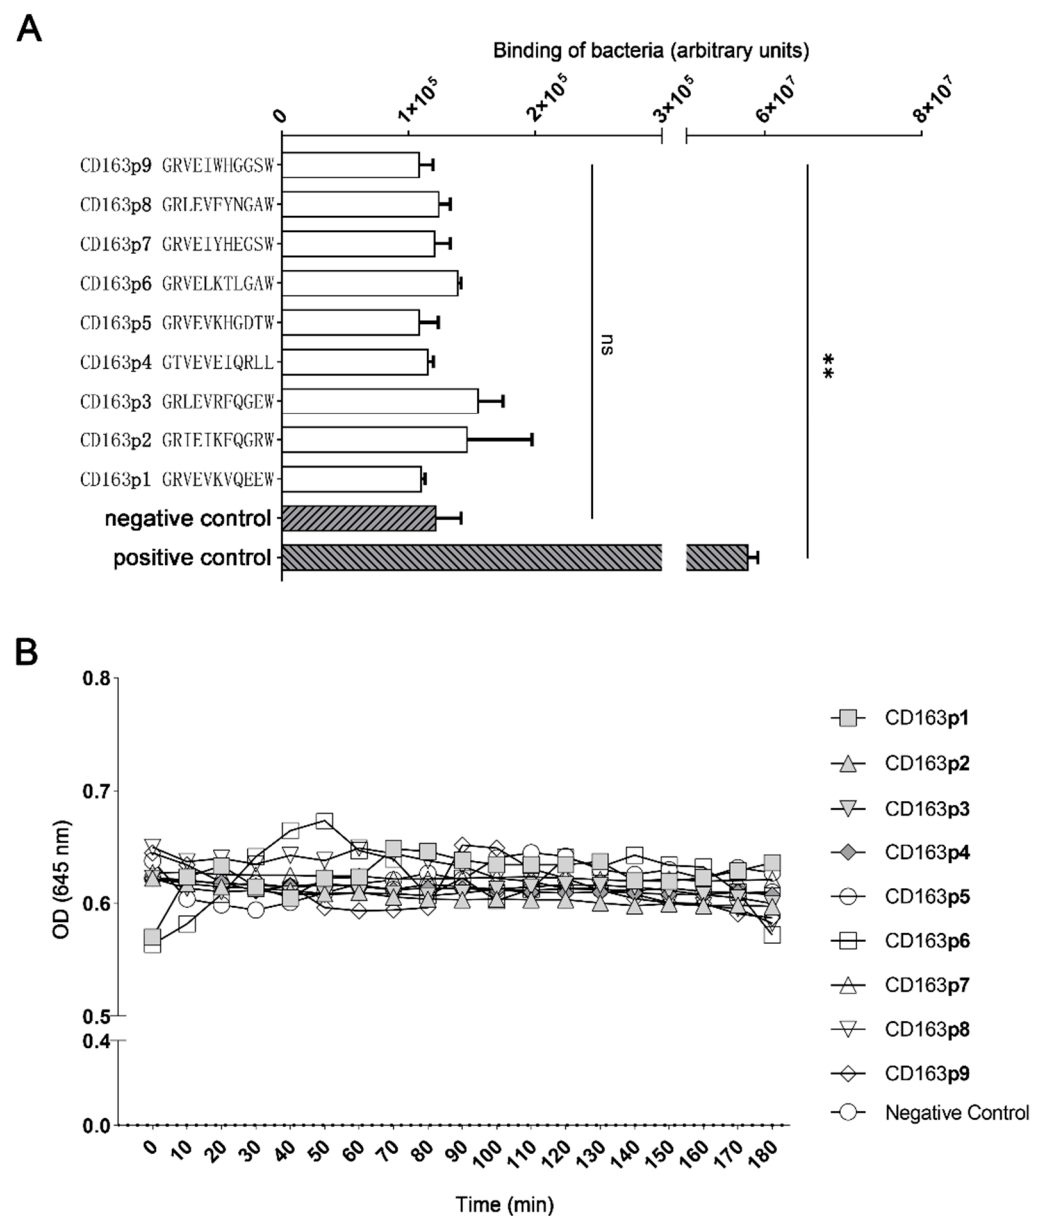 A
Binding of bacteria (arbitrary units)
0 1×10⁵ 2×10⁵ 3×10⁵ 6×10⁷ 8×10⁷
CD163p9 GRVEIWHGGSW
CD163p8 GRLEVFYNGAW
CD163p7 GRVEIYHEGSW
CD163p6 GRVELKTLGAW
CD163p5 GRVEVKHGDTW
CD163p4 GTVEVEIQRLL
CD163p3 GRLEVRFQGEW
CD163p2 GRIEIKFQGRW
CD163p1 GRVEVKVQEEW
negative control
positive control
ns
**
B
OD (645 nm)
0.8
0.7
0.6
0.5
0.4
0.0
0 10 20 30 40 50 60 70 80 90 100 110 120 130 140 150 160 170 180
Time (min)
CD163p1
CD163p2
CD163p3
CD163p4
CD163p5
CD163p6
CD163p7
CD163p8
CD163p9
Negative Control